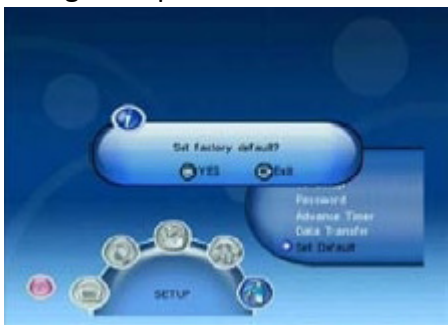 Set factory default?
YES Exit
Password
Advance Timer
Data Transfer
Set Default
SETUP